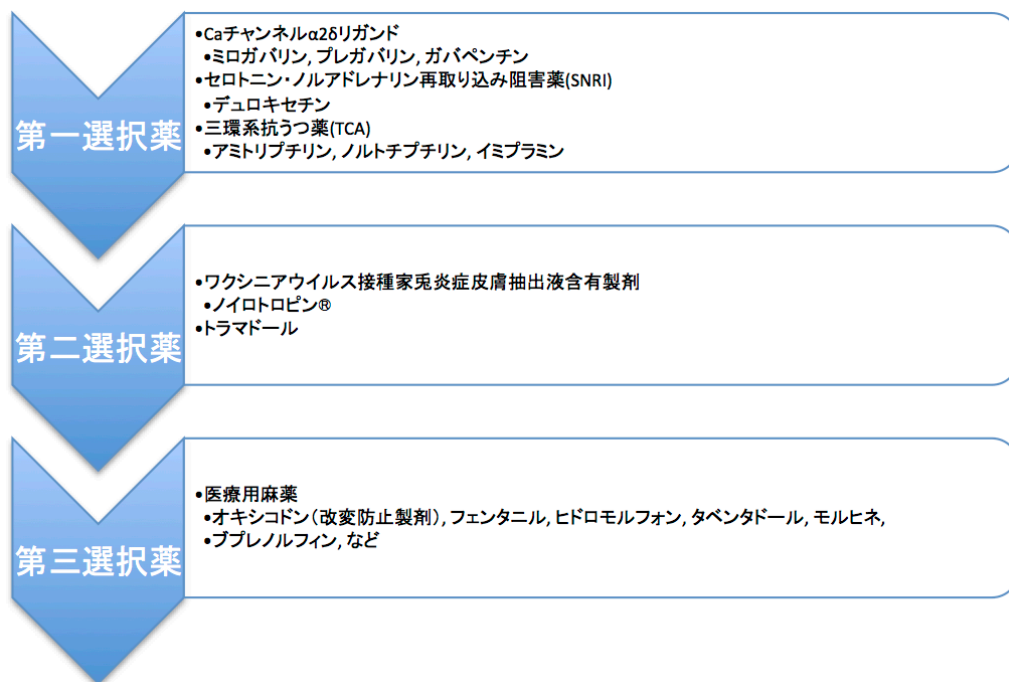 第一選択薬
•Caチャンネルα2δリガンド
•ミロガバリン, プレガバリン, ガバペンチン
•セロトニン・ノルアドレナリン再取り込み阻害薬(SNRI)
•デュロキセチン
•三環系抗うつ薬(TCA)
•アミトリプチリン, ノルトチプチリン, イミプラミン
第二選択薬
•ワクシニアウイルス接種家兎炎症皮膚抽出液含有製剤
•ノイロトロピン®
•トラマドール
第三選択薬
•医療用麻薬
•オキシコドン（改変防止製剤）, フェンタニル, ヒドロモルフォン, タペンタドール, モルヒネ,
•ブプレノルフィン, など